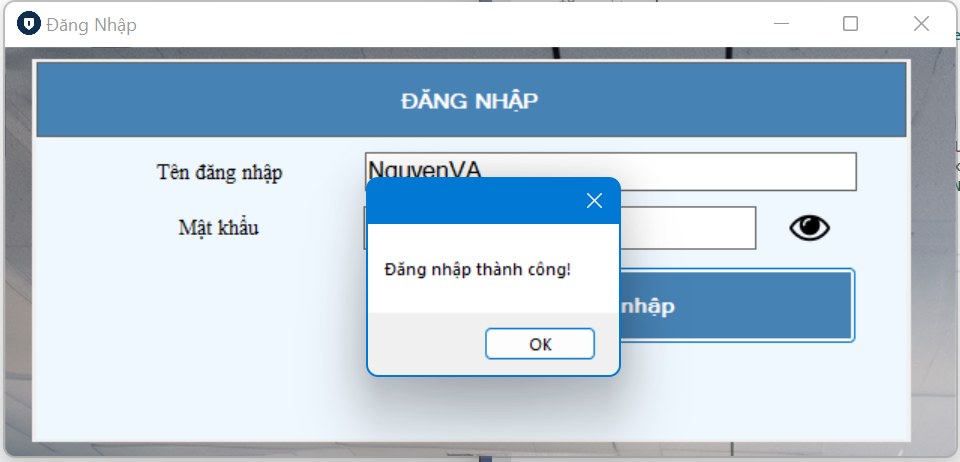 Đăng Nhập
ĐĂNG NHẬP
Tên đăng nhập
NguyenVA
Mật khẩu
Đăng nhập thành công!
nhập
OK